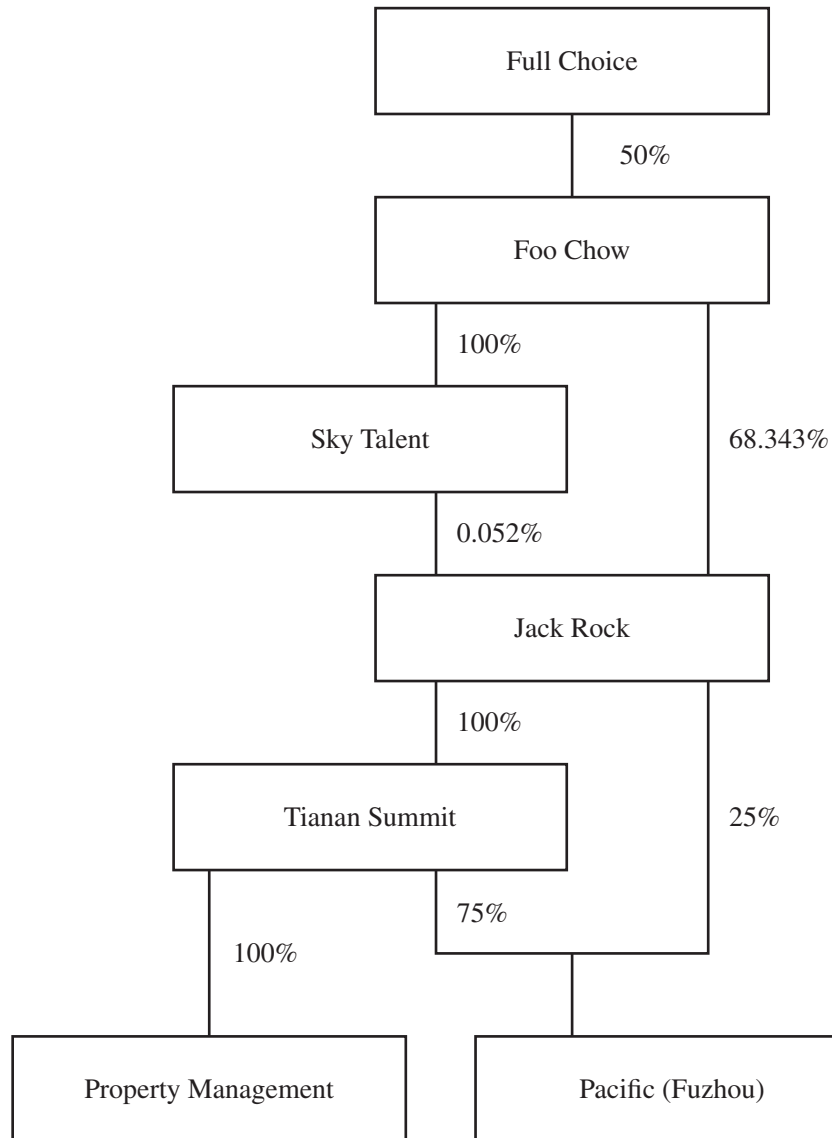 Full Choice
50%
Foo Chow
100%
Sky Talent
68.343%
0.052%
Jack Rock
100%
Tianan Summit
25%
75%
100%
Property Management
Pacific (Fuzhou)